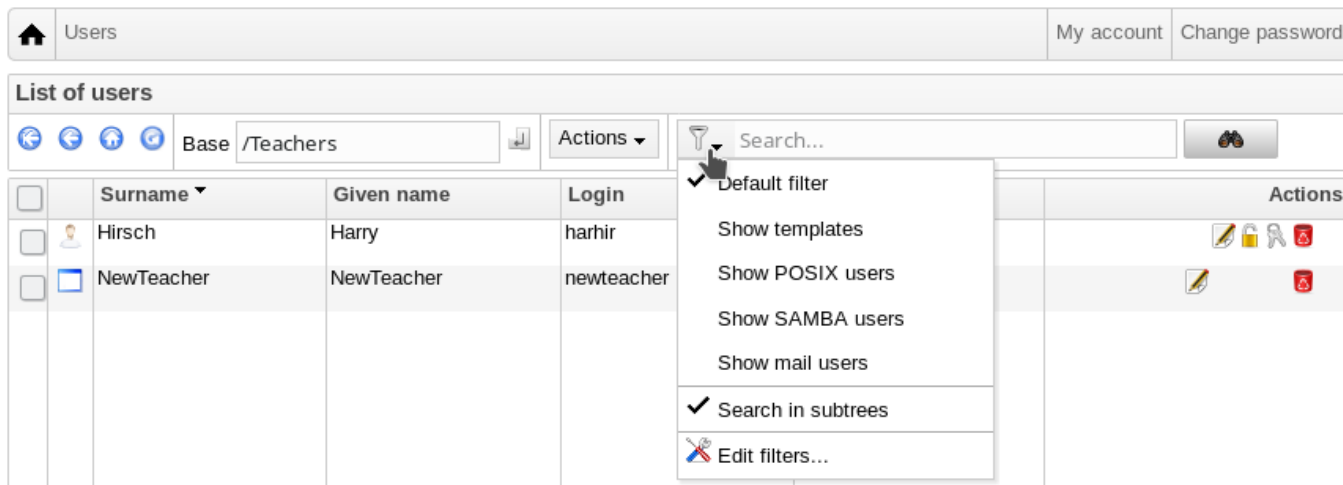 Users My account Change password
List of users
Base /Teachers Actions Search...
Surname Given name Login Actions
Hirsch Harry harhir
NewTeacher NewTeacher newteacher
Default filter
Show templates
Show POSIX users
Show SAMBA users
Show mail users
Search in subtrees
Edit filters...